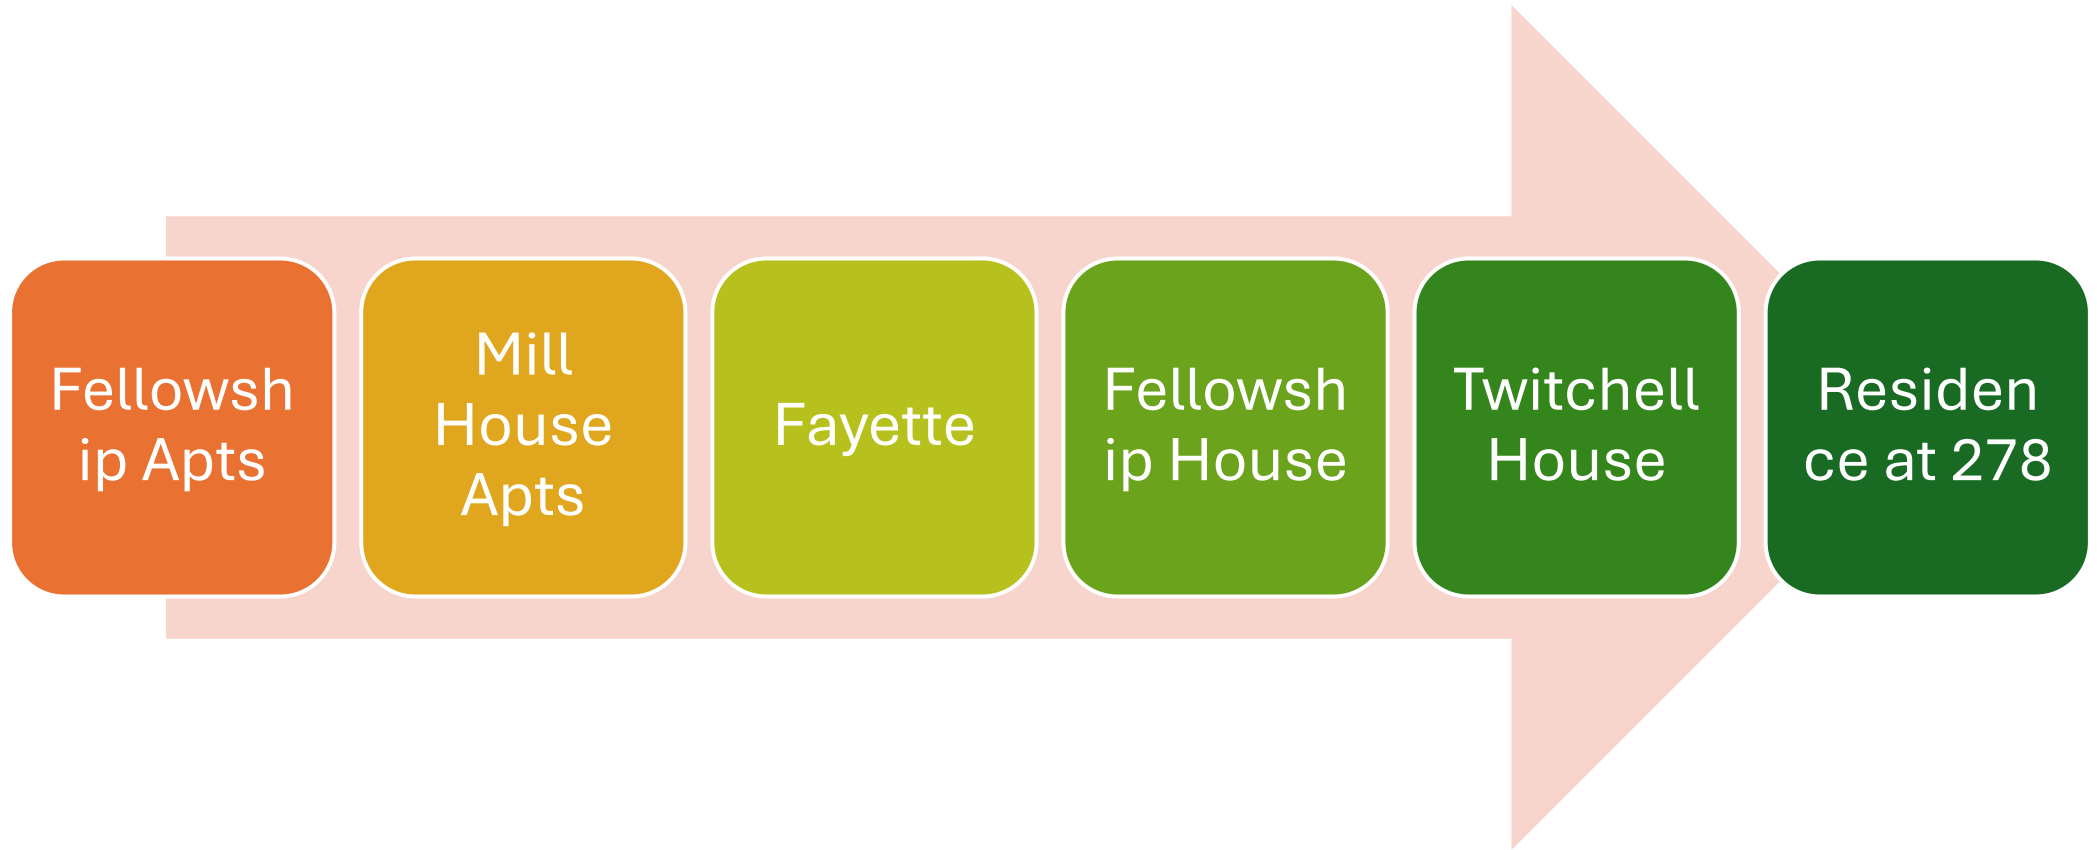 Fellowsh
ip Apts
Mill
House
Apts
Fayette
Fellowsh
ip House
Twitchell
House
Residen
ce at 278